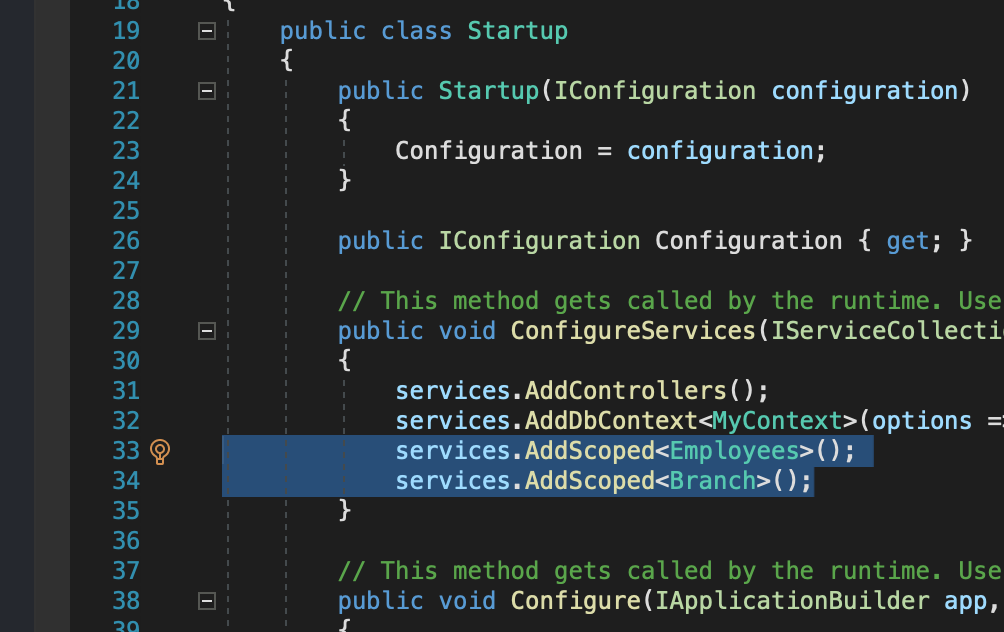 18 {
19 public class Startup
20 {
21 public Startup(IConfiguration configuration)
22 {
23 Configuration = configuration;
24 }
25
26 public IConfiguration Configuration { get; }
27
28 // This method gets called by the runtime. Use
29 public void ConfigureServices(IServiceCollecti
30 {
31 services.AddControllers();
32 services.AddDbContext<MyContext>(options =>
33 services.AddScoped<Employees>();
34 services.AddScoped<Branch>();
35 }
36
37 // This method gets called by the runtime. Use
38 public void Configure(IApplicationBuilder app,
39 {